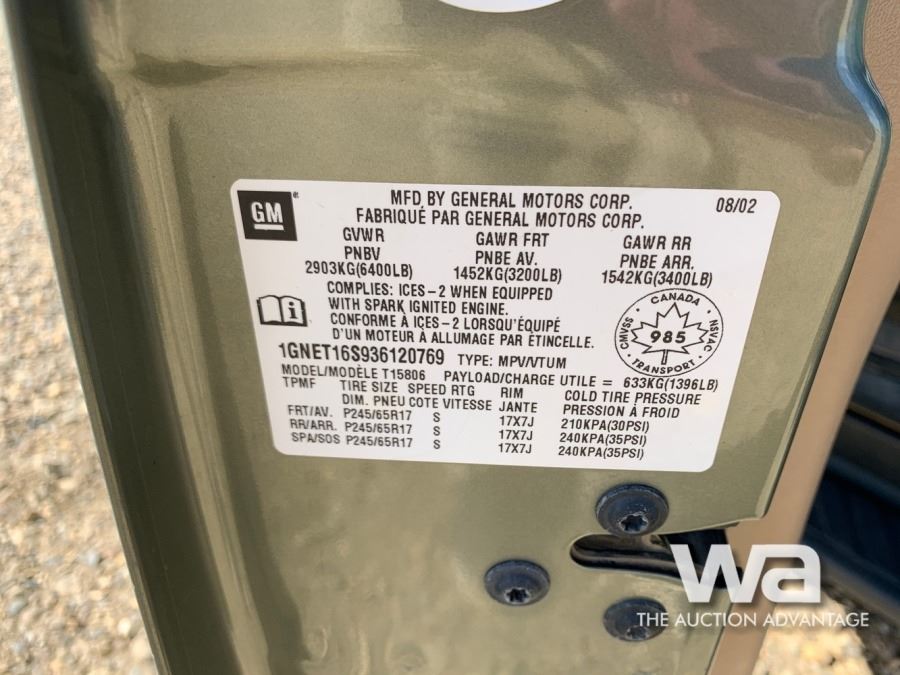 GM
MFD BY GENERAL MOTORS CORP. 08/02
FABRIQUÉ PAR GENERAL MOTORS CORP.
GVWR GAWR FRT GAWR RR
PNBV PNBE AV. PNBE ARR.
2903KG(6400LB) 1452KG(3200LB) 1542KG(3400LB)
COMPLIES: ICES-2 WHEN EQUIPPED
WITH SPARK IGNITED ENGINE.
CONFORME À ICES-2 LORSQU'ÉQUIPÉ
D'UN MOTEUR À ALLUMAGE PAR ÉTINCELLE.
CANADA
CMVSS 985 NSVAC
TRANSPORT
1GNET16S936120769 TYPE: MPV/VTUM
MODEL/MODÈLE T15806 PAYLOAD/CHARGE UTILE = 633KG(1396LB)
TPMF TIRE SIZE SPEED RTG RIM COLD TIRE PRESSURE
DIM. PNEU COTE VITESSE JANTE PRESSION À FROID
FRT/AV. P245/65R17 S 17X7J 210KPA(30PSI)
RR/ARR. P245/65R17 S 17X7J 240KPA(35PSI)
SPA/SOS P245/65R17 S 17X7J 240KPA(35PSI)
wa
THE AUCTION ADVANTAGE